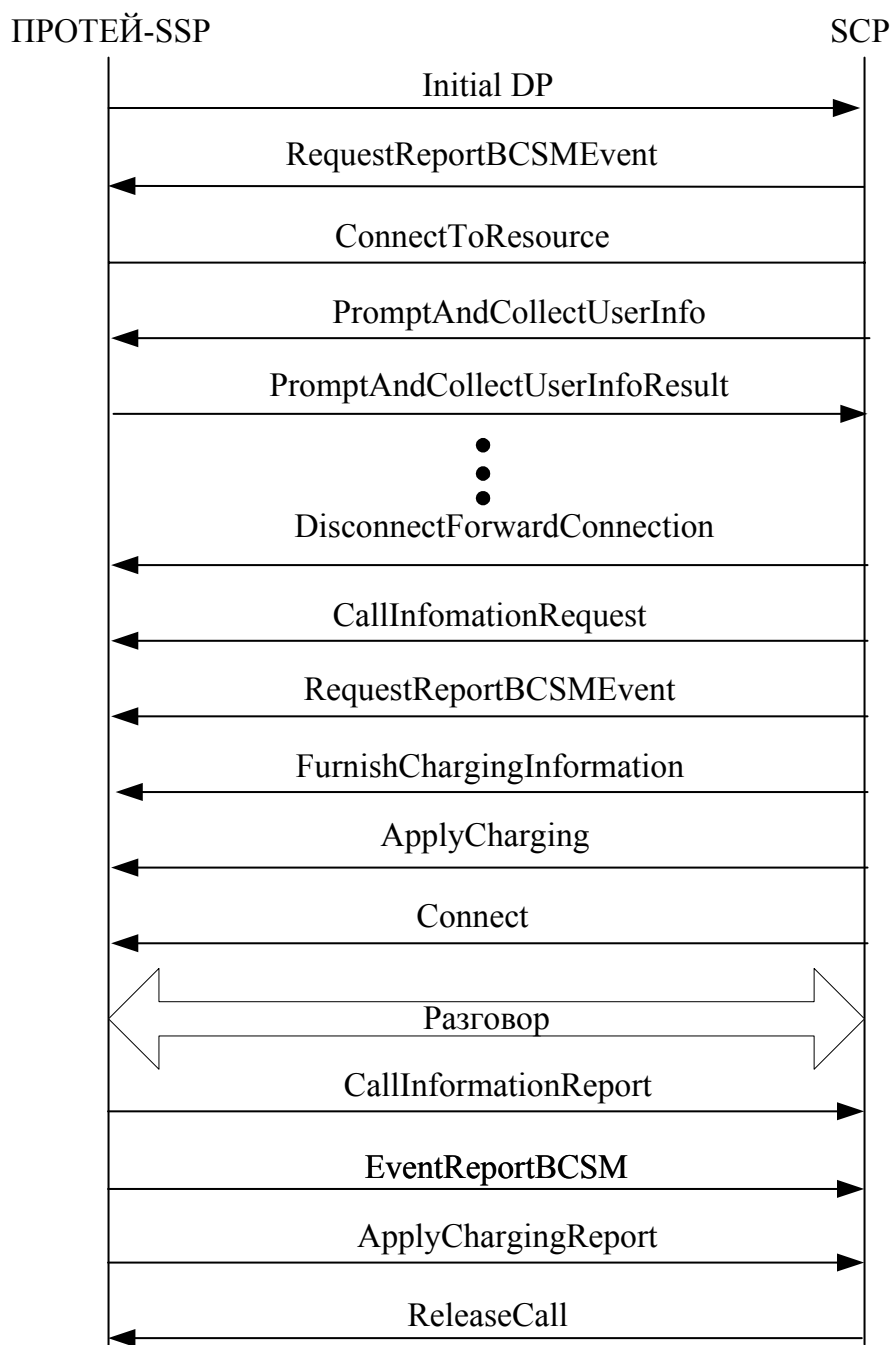 ПРОТЕЙ-SSP SCP
Initial DP
RequestReportBCSMEvent
ConnectToResource
PromptAndCollectUserInfo
PromptAndCollectUserInfoResult
DisconnectForwardConnection
CallInfomationRequest
RequestReportBCSMEvent
FurnishChargingInformation
ApplyCharging
Connect
Разговор
CallInformationReport
EventReportBCSM
ApplyChargingReport
ReleaseCall